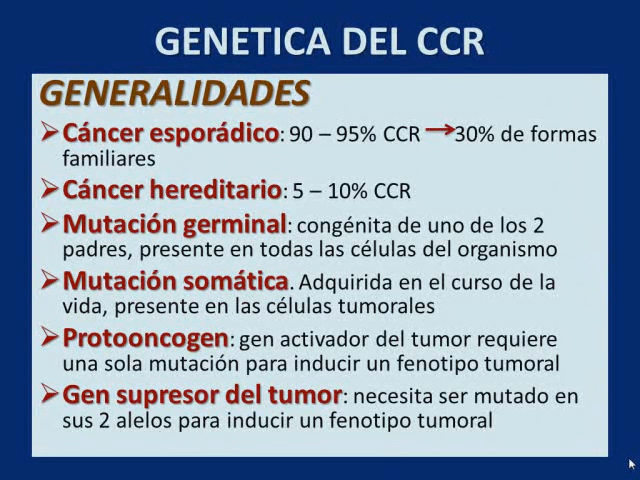 GENETICA DEL CCR
GENERALIDADES
Cáncer esporádico: 90 – 95% CCR → 30% de formas
familiares
Cáncer hereditario: 5 – 10% CCR
Mutación germinal: congénita de uno de los 2
padres, presente en todas las células del organismo
Mutación somática. Adquirida en el curso de la
vida, presente en las células tumorales
Protooncogen: gen activador del tumor requiere
una sola mutación para inducir un fenotipo tumoral
Gen supresor del tumor: necesita ser mutado en
sus 2 alelos para inducir un fenotipo tumoral